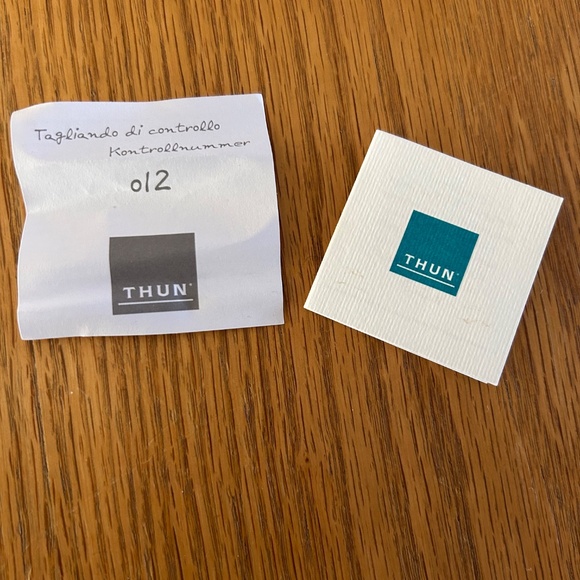 Tagliando di controllo
Kontrollnummer
012
THUN
THUN